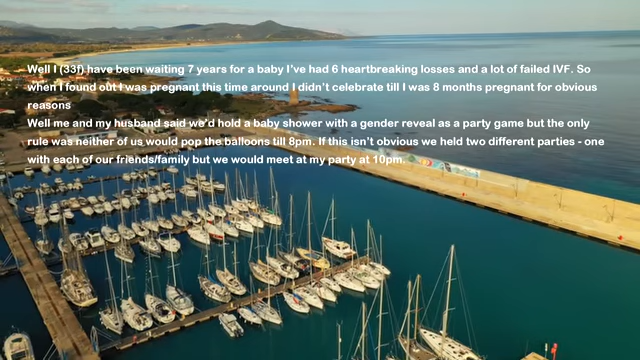 Well I (33f) have been waiting 7 years for a baby I've had 6 heartbreaking losses and a lot of failed IVF. So
when I found out I was pregnant this time around I didn't celebrate till I was 8 months pregnant for obvious
reasons
Well me and my husband said we'd hold a baby shower with a gender reveal as a party game but the only
rule was neither of us would pop the balloons till 8pm. If this isn't obvious we held two different parties - one
with each of our friends/family but we would meet at my party at 10pm.